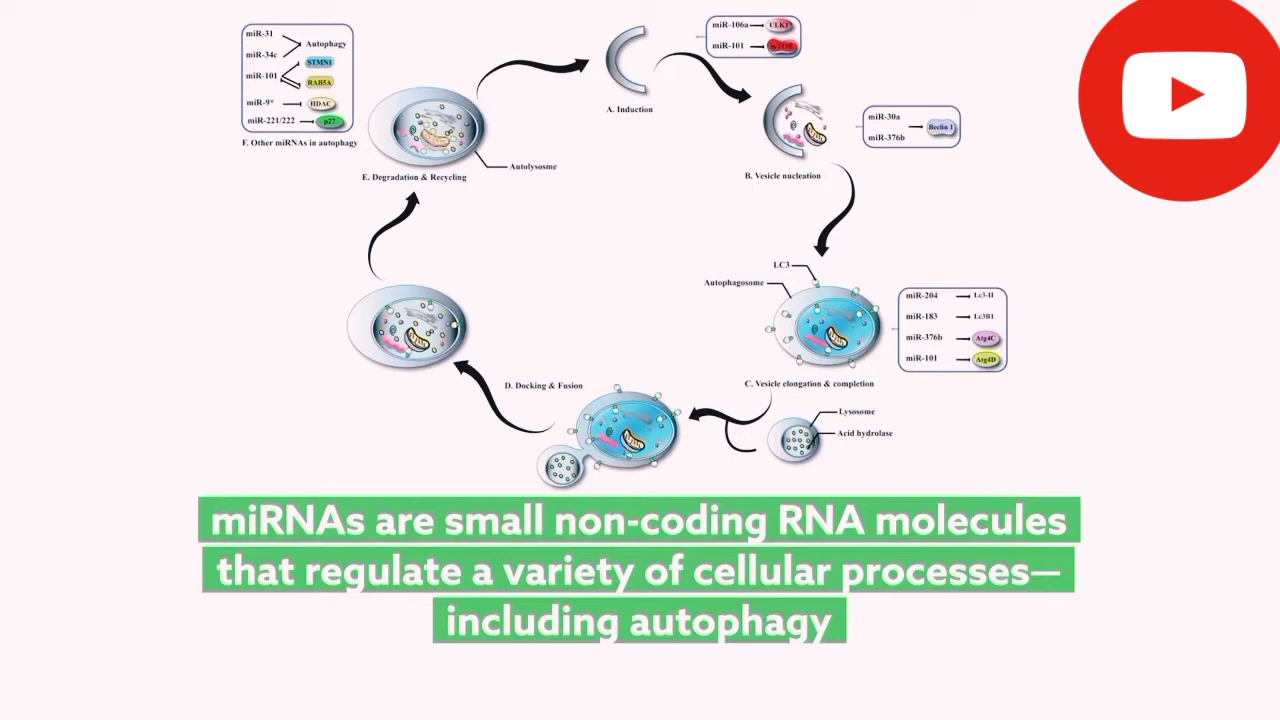 miR-31
miR-34c
Autophagy
miR-101
STMN1
RAB5A
miR-9*
HDAC
miR-221/222
p27
F. Other miRNAs in autophagy
miR-106a
ULK1
miR-101
mTOR
A. Induction
miR-30a
miR-376b
Beclin 1
B. Vesicle nucleation
Autolysosme
E. Degradation & Recycling
LC3
Autophagosome
miR-204
Lc3-II
miR-183
Lc3B1
miR-376b
Atg4C
miR-101
Atg4D
C. Vesicle elongation & completion
D. Docking & Fusion
Lysosome
Acid hydrolase
miRNAs are small non-coding RNA molecules
that regulate a variety of cellular processes—
including autophagy